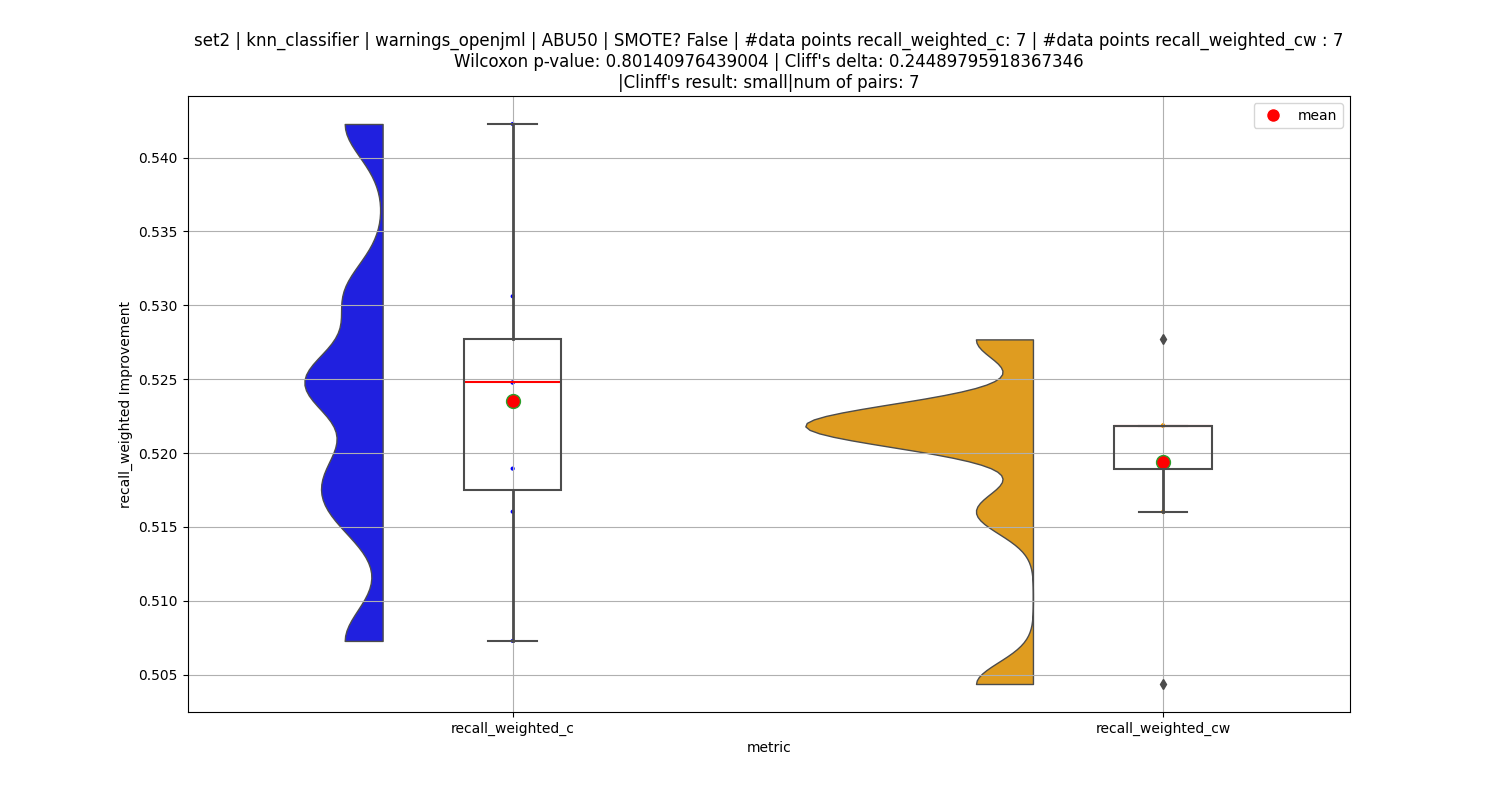 set2 | knn_classifier | warnings_openjml | ABU50 | SMOTE? False | #data points recall_weighted_c: 7 | #data points recall_weighted_cw : 7
Wilcoxon p-value: 0.80140976439004 | Cliff's delta: 0.24489795918367346
|Clinff's result: small|num of pairs: 7
mean
0.540
0.535
0.530
0.525
0.520
0.515
0.510
0.505
recall_weighted Improvement
recall_weighted_c
recall_weighted_cw
metric